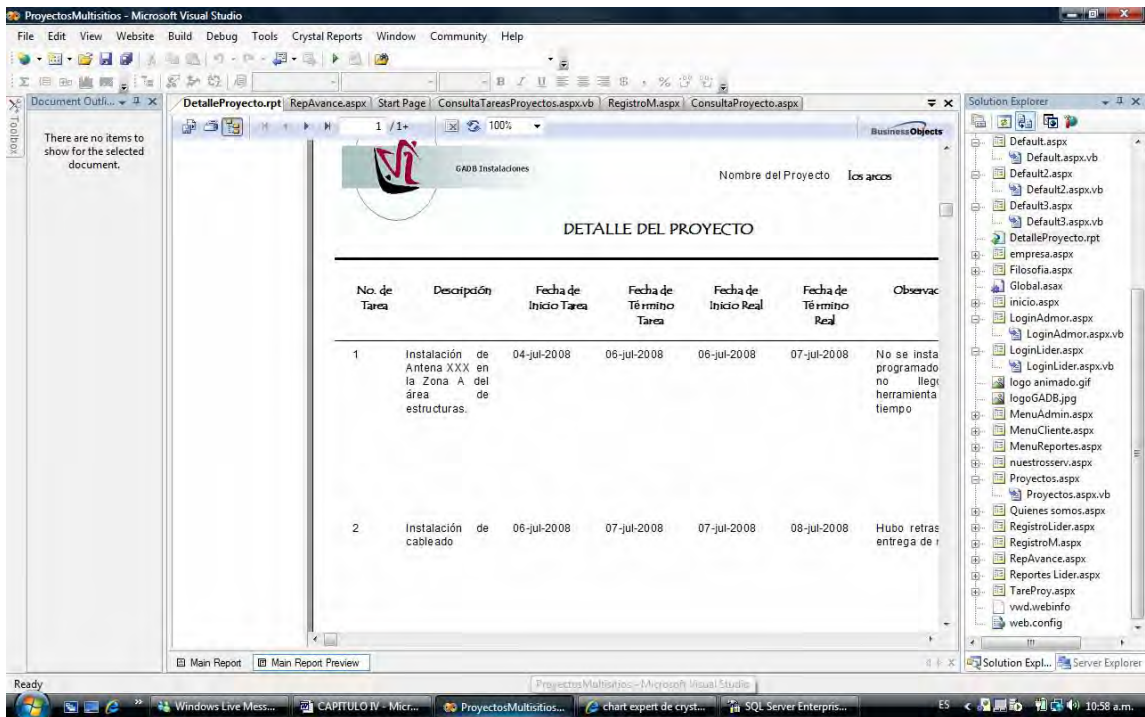 ProyectosMultisitios - Microsoft Visual Studio
File Edit View Website Build Debug Tools Crystal Reports Window Community Help
Document Outli...
DetalleProyecto.rpt RepAvance.aspx Start Page ConsultaTareasProyectos.aspx.vb RegistroM.aspx ConsultaProyecto.aspx
Solution Explorer
Toolbox
There are no items to
show for the selected
document.
1 /1+ 100%
BusinessObjects
GADB Instalaciones
Nombre del Proyecto los arcos
DETALLE DEL PROYECTO
No. de Descripción Fecha de Fecha de Fecha de Fecha de Observac
Tarea Inicio Tarea Término Inicio Real Término
Tarea Real
1 Instalación de 04-jul-2008 06-jul-2008 06-jul-2008 07-jul-2008 No se insta
Antena XXX en programado
la Zona A del no llego
área de herramienta
estructuras. tiempo
2 Instalación de 06-jul-2008 07-jul-2008 07-jul-2008 08-jul-2008 Hubo retras
cableado entrega de
Default.aspx
Default.aspx.vb
Default2.aspx
Default2.aspx.vb
Default3.aspx
Default3.aspx.vb
DetalleProyecto.rpt
empresa.aspx
Filosofia.aspx
Global.asax
inicio.aspx
LoginAdmor.aspx
LoginAdmor.aspx.vb
LoginLider.aspx
LoginLider.aspx.vb
logo animado.gif
logoGADB.jpg
MenuAdmin.aspx
MenuCliente.aspx
MenuReportes.aspx
nuestrosserv.aspx
Proyectos.aspx
Proyectos.aspx.vb
Quienes somos.aspx
RegistroLider.aspx
RegistroM.aspx
RepAvance.aspx
Reportes Lider.aspx
TareProy.aspx
vwd.webinfo
web.config
Main Report Main Report Preview
Solution Expl... Server Explorer
Ready
ProyectosMultisitios - Microsoft Visual Studio
Windows Live Mess... CAPITULO IV - Micr... ProyectosMultisitios... chart expert de cryst... SQL Server Enterpris... ES 10:58 a.m.